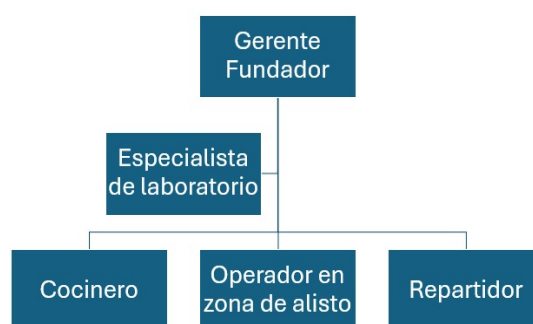 Gerente
Fundador
Especialista
de laboratorio
Cocinero
Operador en
zona de alisto
Repartidor